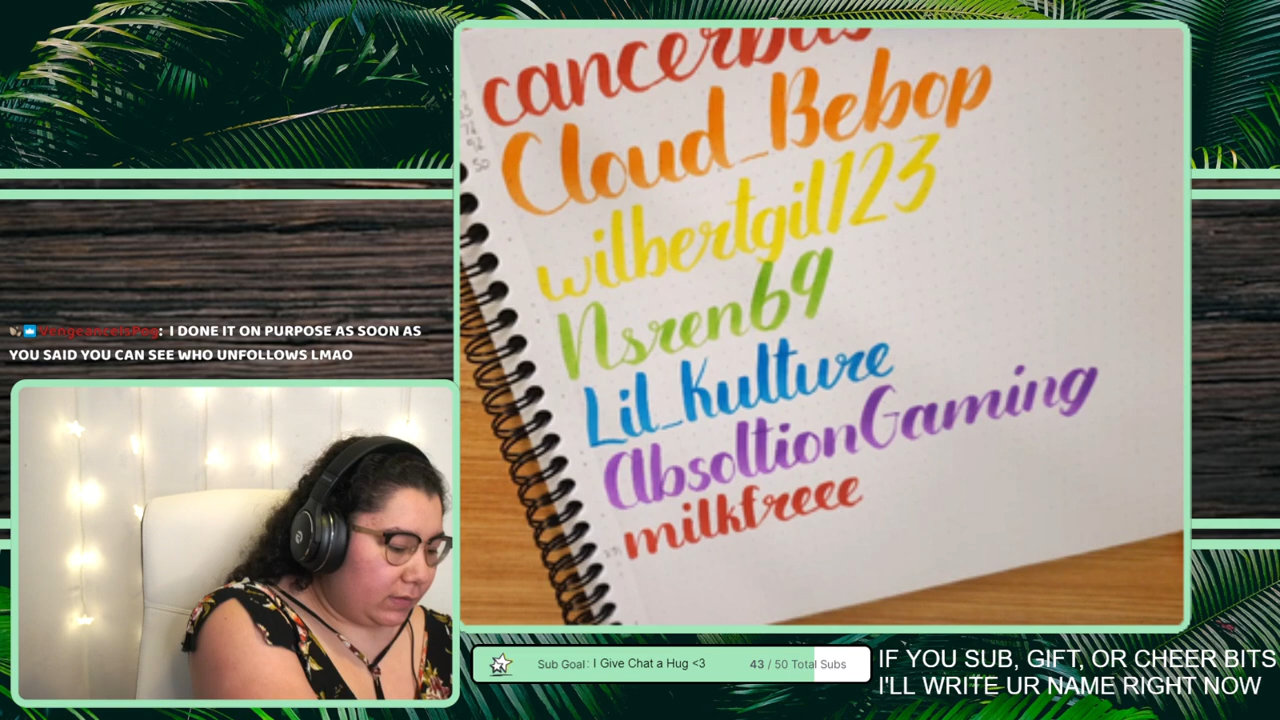 Cloud_Bebop
wilbertgil123
Nsren69
Lil_Kulture
AbsoltionGaming
milkfreee
VengeanceIsReg: I DONE IT ON PURPOSE AS SOON AS
YOU SAID YOU CAN SEE WHO UNFOLLOWS LMAO
Sub Goal: I Give Chat a Hug <3 43 / 50 Total Subs
IF YOU SUB, GIFT, OR CHEER BITS
I'LL WRITE UR NAME RIGHT NOW